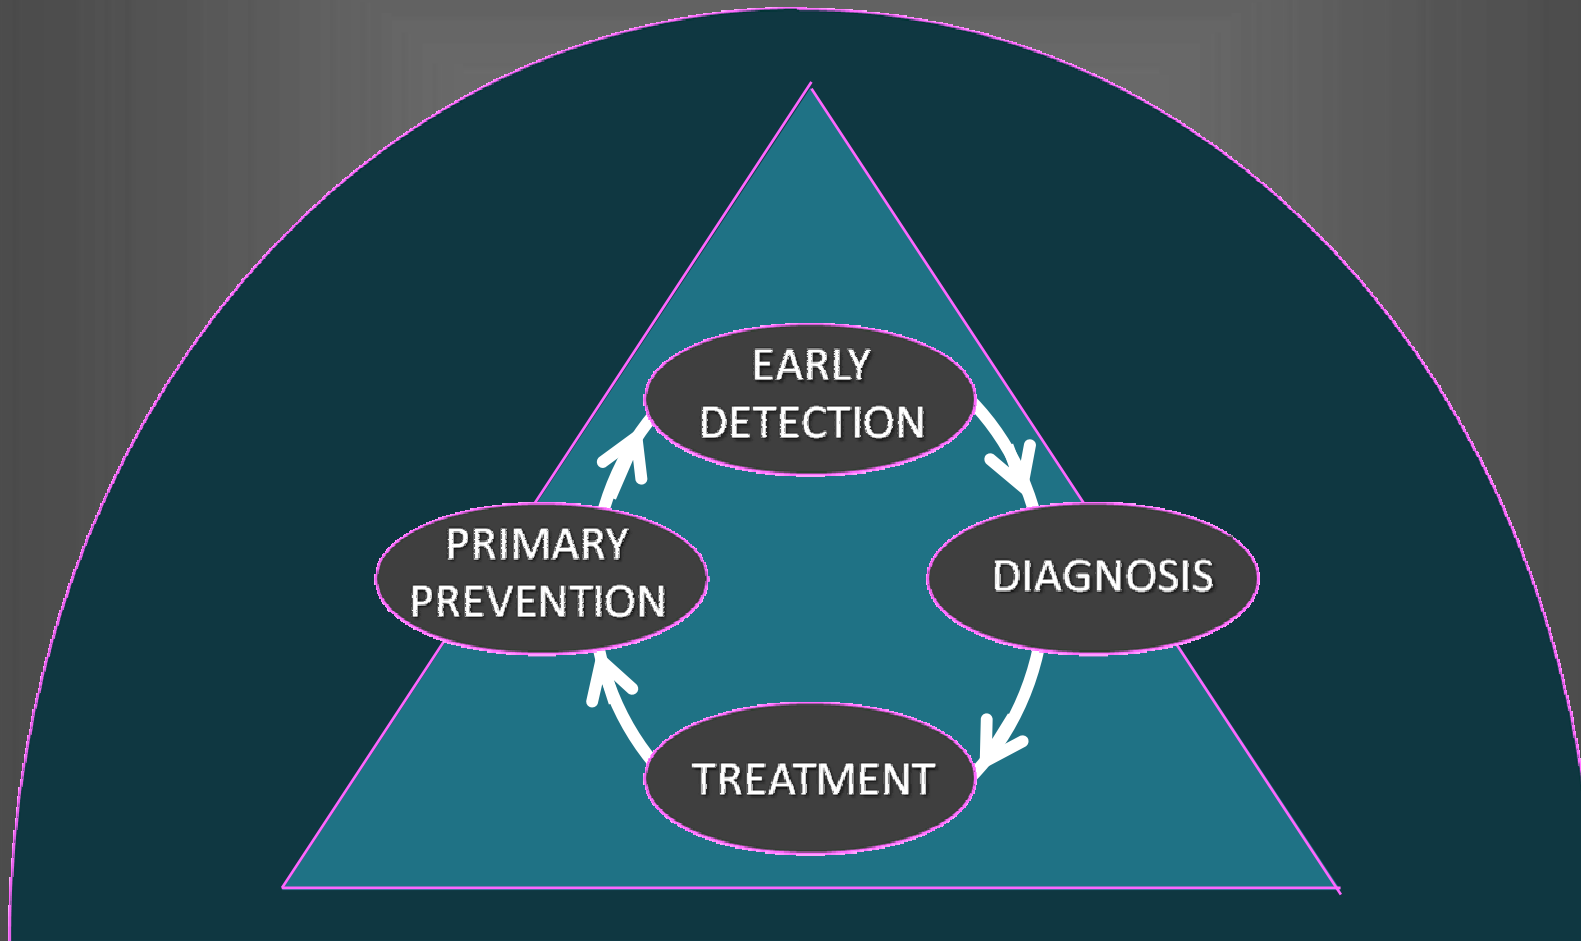 EARLY
DETECTION
PRIMARY
PREVENTION
DIAGNOSIS
TREATMENT